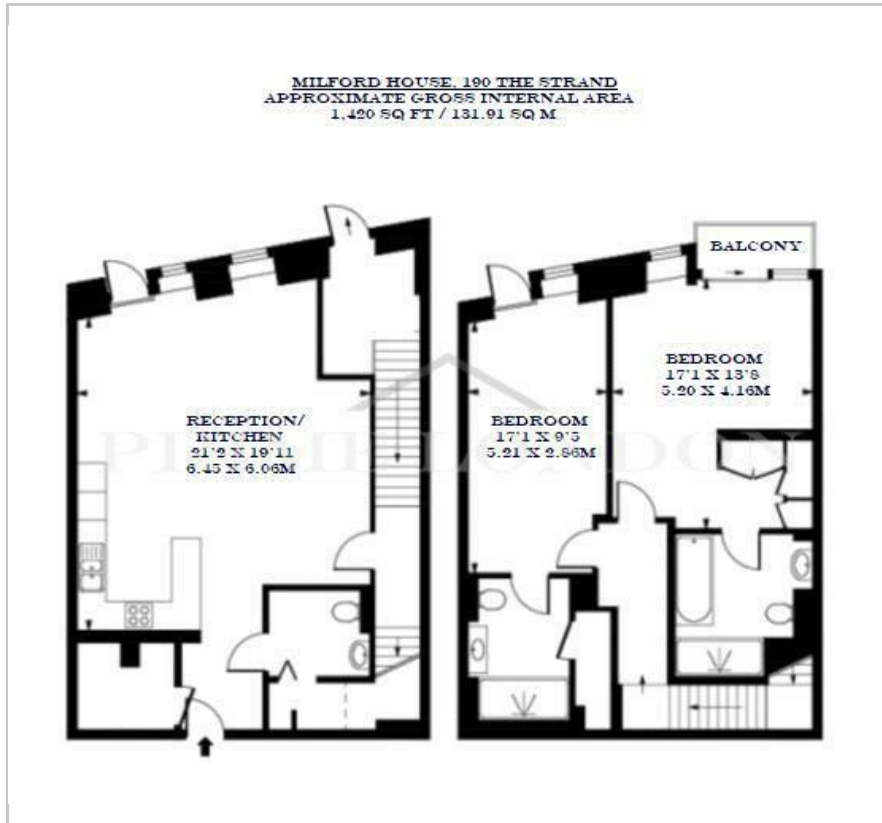 MILFORD HOUSE, 190 THE STRAND
APPROXIMATE GROSS INTERNAL AREA
1,420 SQ FT / 131.91 SQ M
BALCONY
RECEPTION/
KITCHEN
21'2 X 19'11
6.45 X 6.06M
BEDROOM
17'1 X 9'5
5.21 X 2.86M
BEDROOM
17'1 X 13'8
5.20 X 4.16M
PRIME LONDON